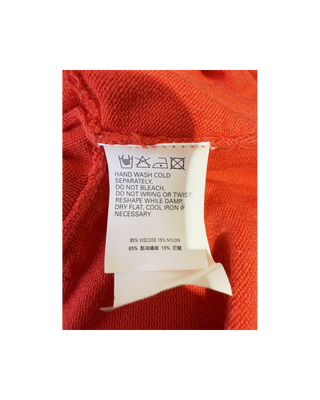 HAND WASH COLD
SEPARATELY,
DO NOT BLEACH,
DO NOT WRING OR TWIST,
RESHAPE WHILE DAMP,
DRY FLAT, COOL IRON IF
NECESSARY
85% VISCOSE 15% NYLON
85% 黏液纖維 15% 尼龍